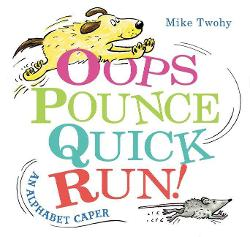 Mike Twohy
OOPS
POUNCE
QUICK
RUN!
AN ALPHABET CAPER